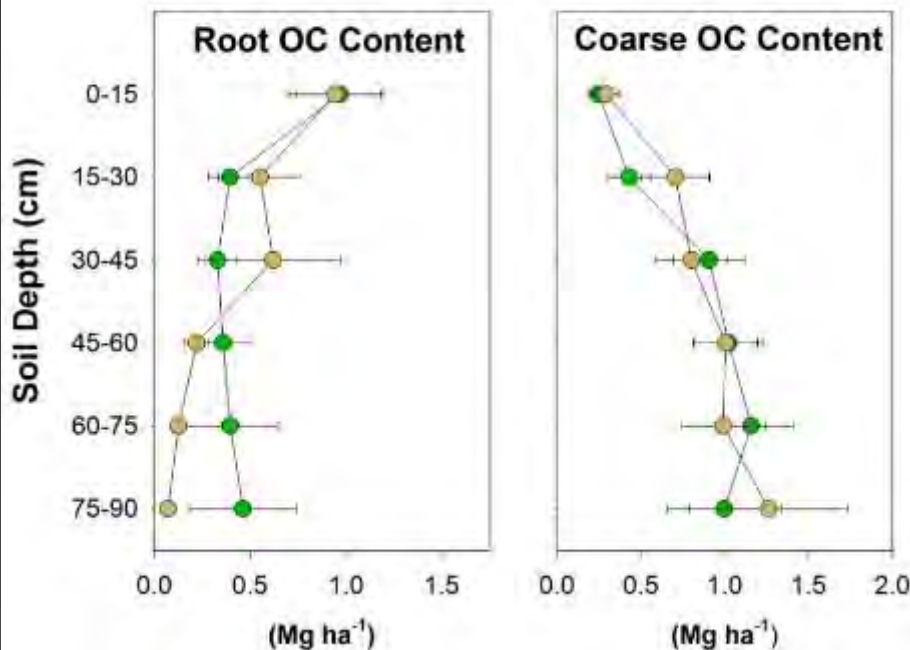 Root OC Content
Coarse OC Content
Soil Depth (cm)
0-15
15-30
30-45
45-60
60-75
75-90
0.0 0.5 1.0 1.5
0.0 0.5 1.0 1.5 2.0
(Mg ha⁻¹)
(Mg ha⁻¹)